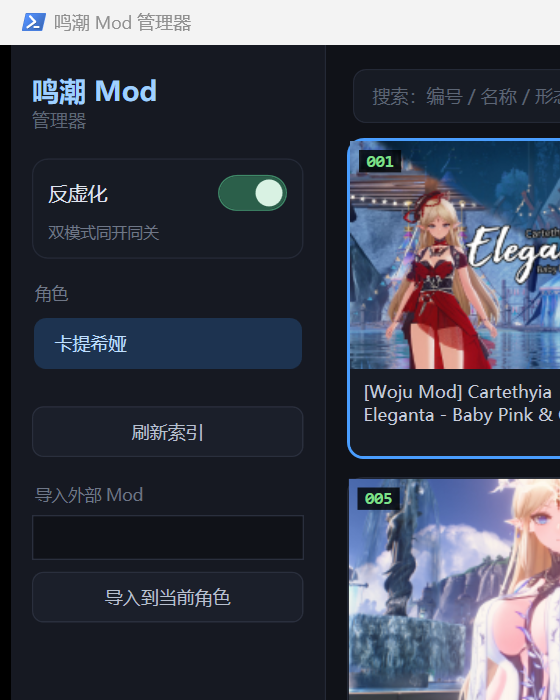 鸣潮 Mod 管理器
鸣潮 Mod
管理器
反虚化
双模式同开同关
角色
卡提希娅
刷新索引
导入外部 Mod
导入到当前角色
搜索：编号 / 名称 / 形态
001
Elega
[Woju Mod] Cartethyia
Eleganta - Baby Pink &
005